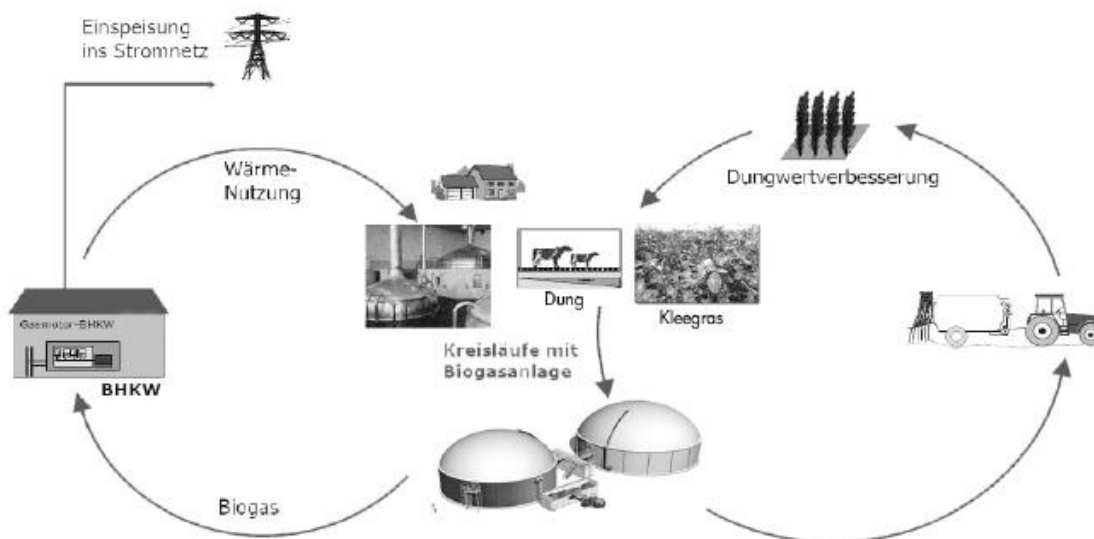 Einspeisung
ins Stromnetz
Wärme-
Nutzung
Dungwertverbesserung
Dung
Kleegras
Gasmotor-BHKW
BHKW
Kreisläufe mit
Biogasanlage
Biogas